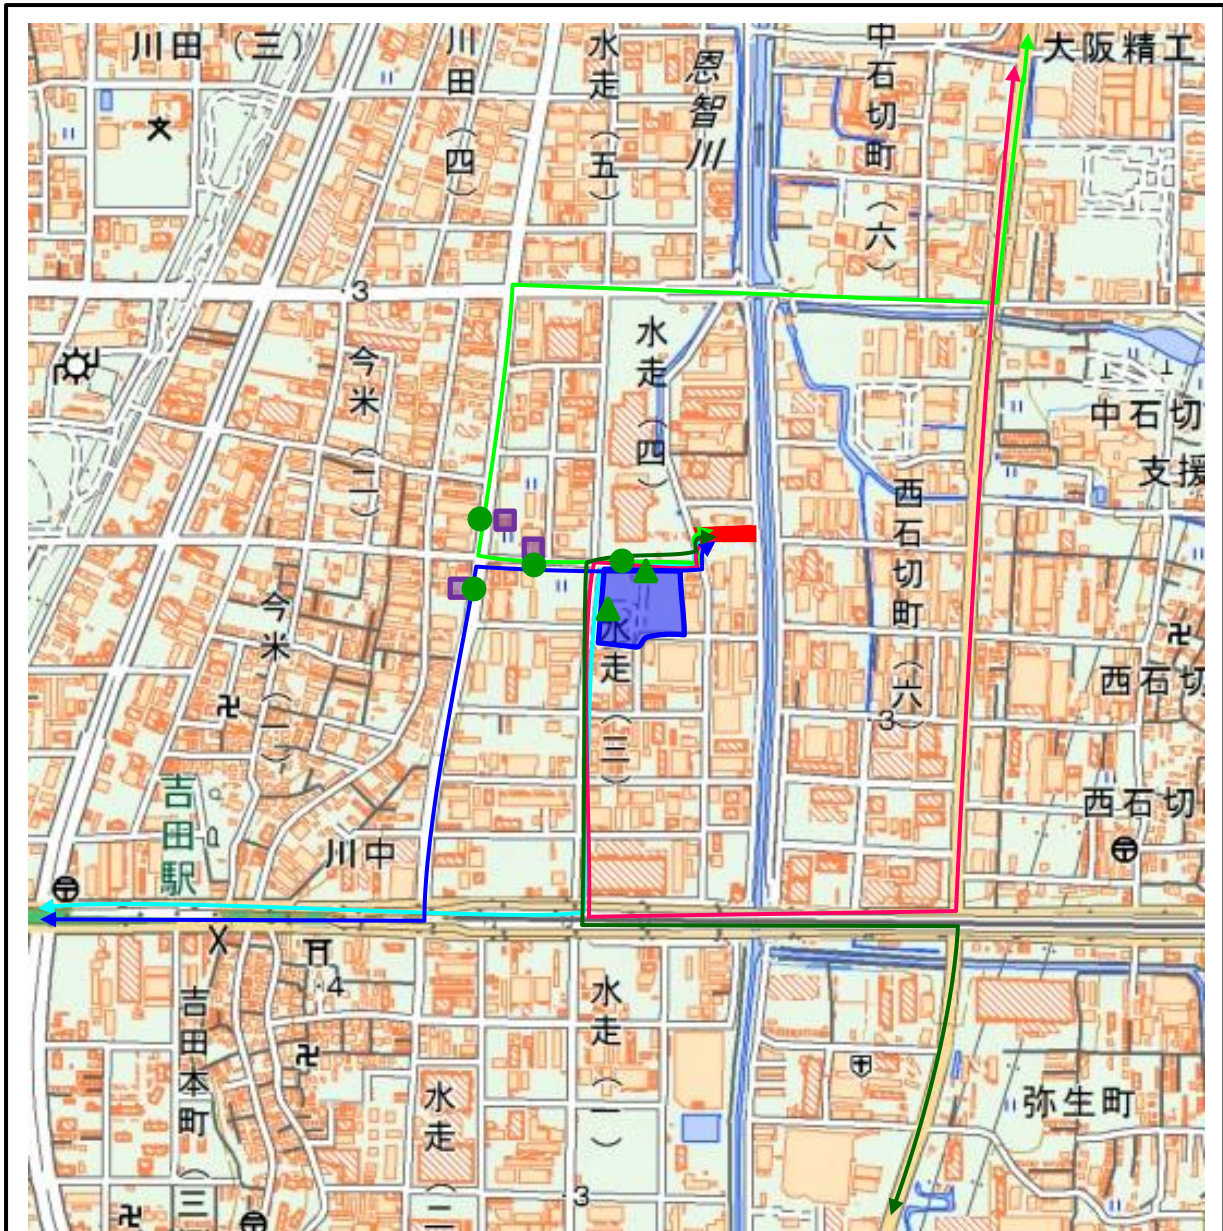 川田（三）
川田（四）
水走（五）
恩智川
中石切町（六）
大阪精工
3
水走（四）
今米（二）
中石切
支援
西石切町（六）
今米（一）
水走（三）
3
西石切
吉田駅
川中
西石切
4
吉田本町（三
水走（一）
水走（二
弥生町
3